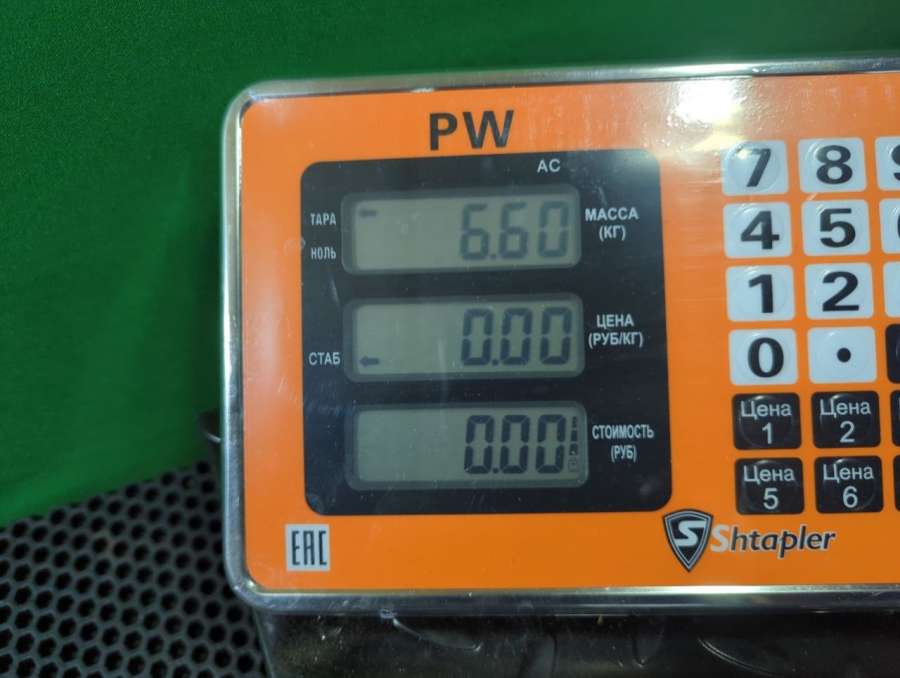 PW
AC
ТАРА
НОЛЬ
6.60
МАССА
(КГ)
СТАБ
0.00
ЦЕНА
(РУБ/КГ)
0.00
СТОИМОСТЬ
(РУБ)
7 8
4 5
1 2
0 .
Цена
1
Цена
2
Цена
5
Цена
6
EAC
S Shtapler